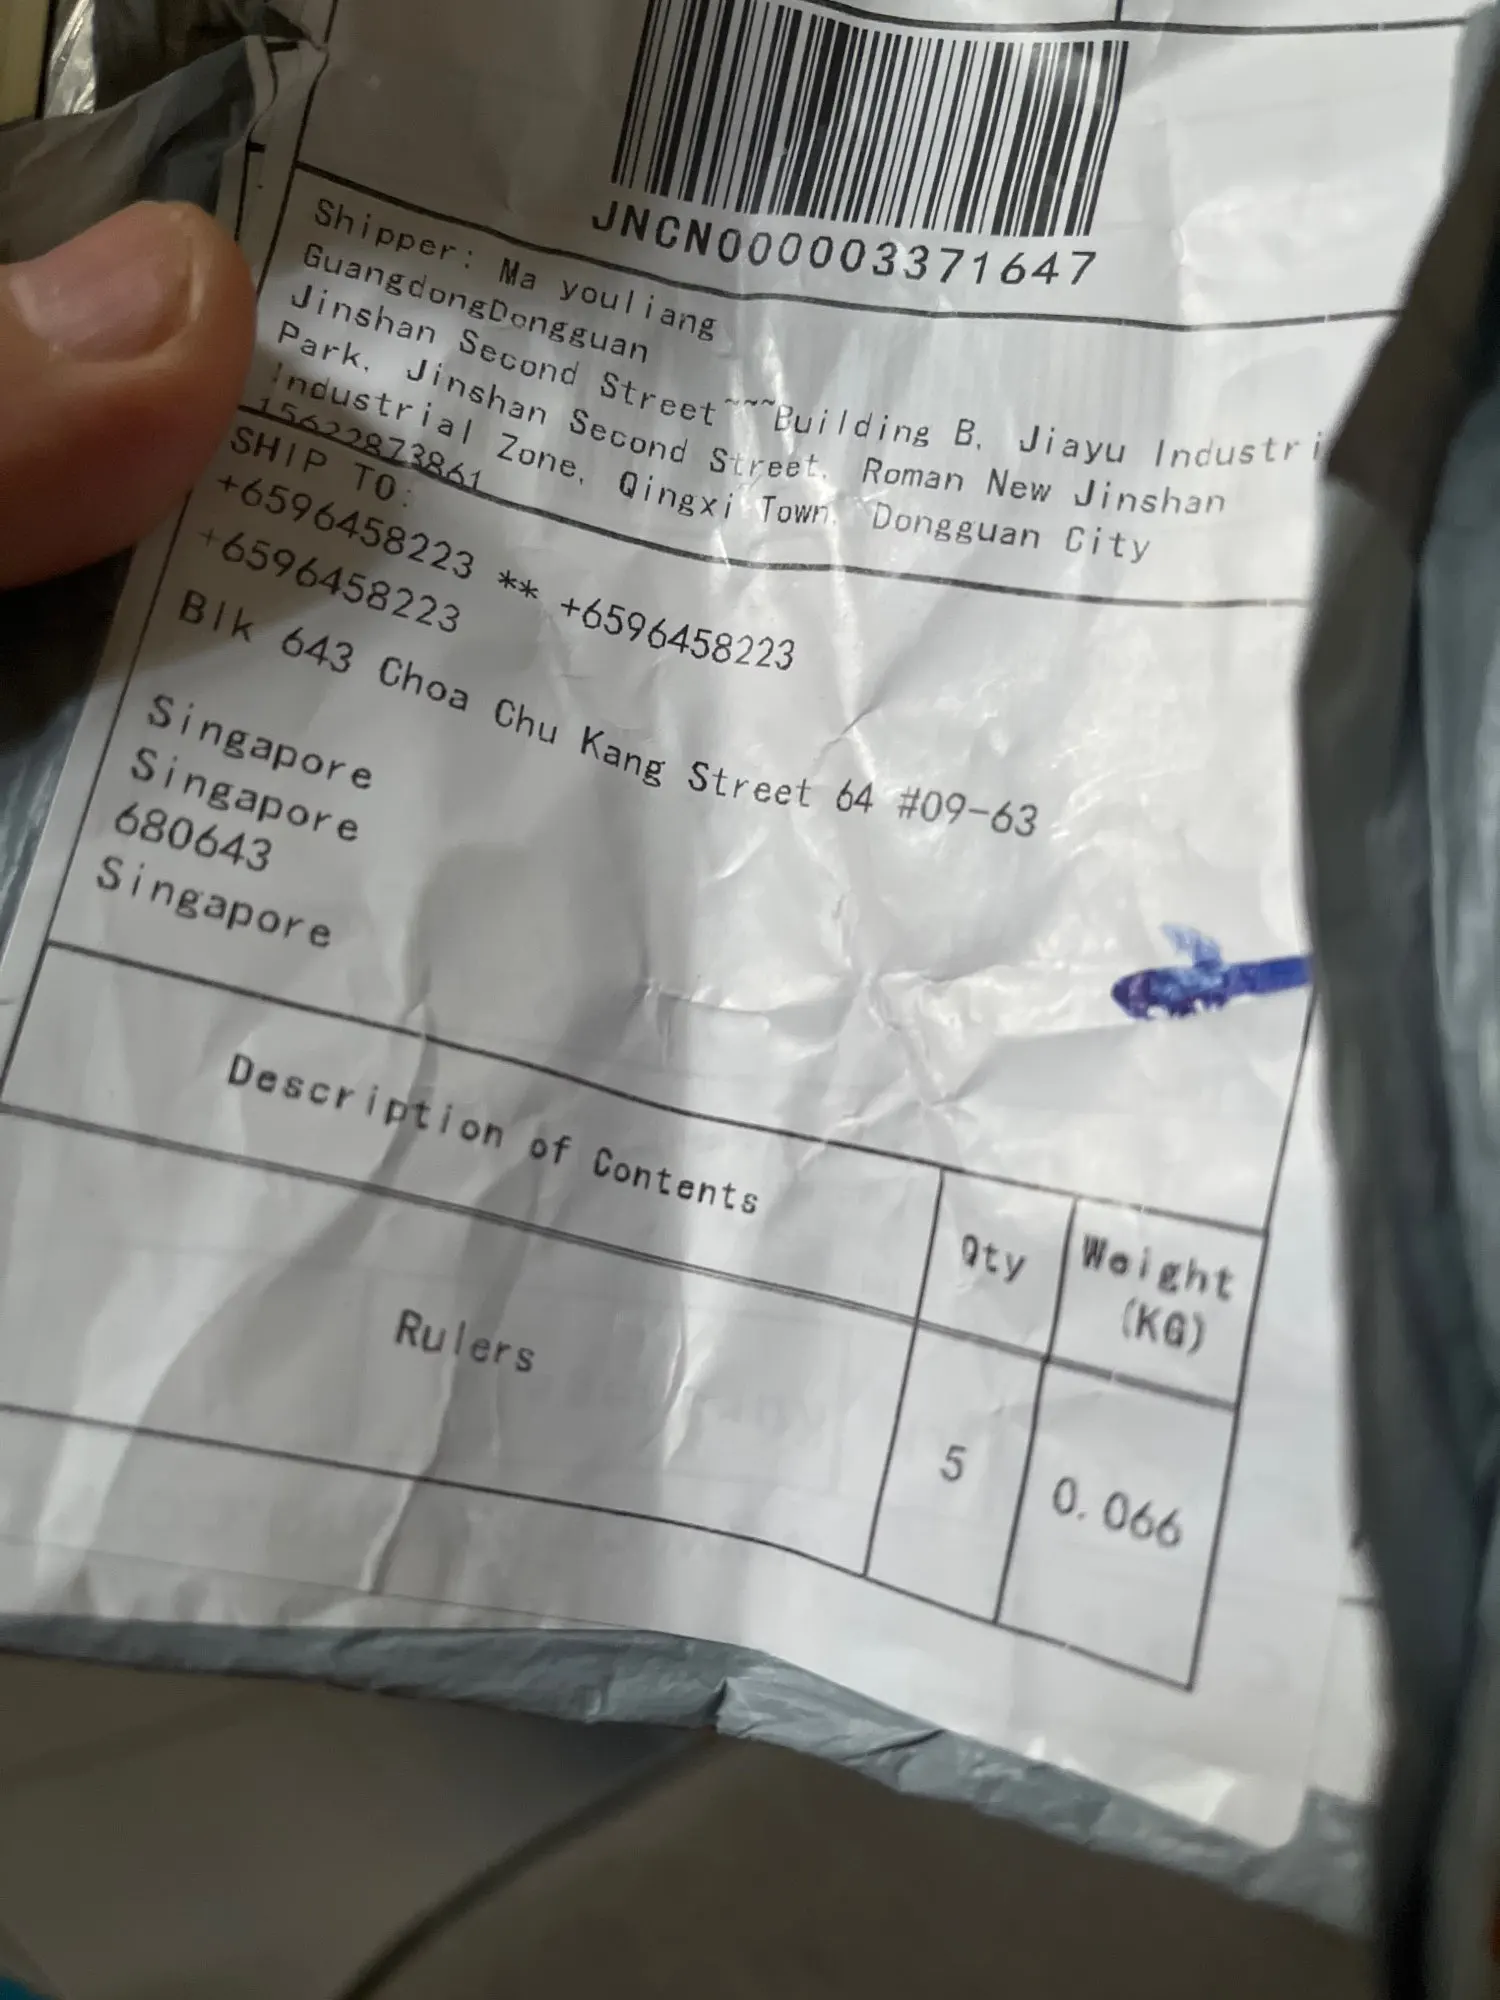 JNCN000003371647
Shipper: Ma youliang
GuangdongDongguan
Jinshan Second Street~~~Building B, Jiayu Industri
Park, Jinshan Second Street, Roman New Jinshan
Industrial Zone, Qingxi Town, Dongguan City
15622873861
SHIP TO:
+6596458223 ** +6596458223
+6596458223
Blk 643 Choa Chu Kang Street 64 #09-63
Singapore
Singapore
680643
Singapore
Description of Contents Qty Weight
(KG)
Rulers 5 0.066